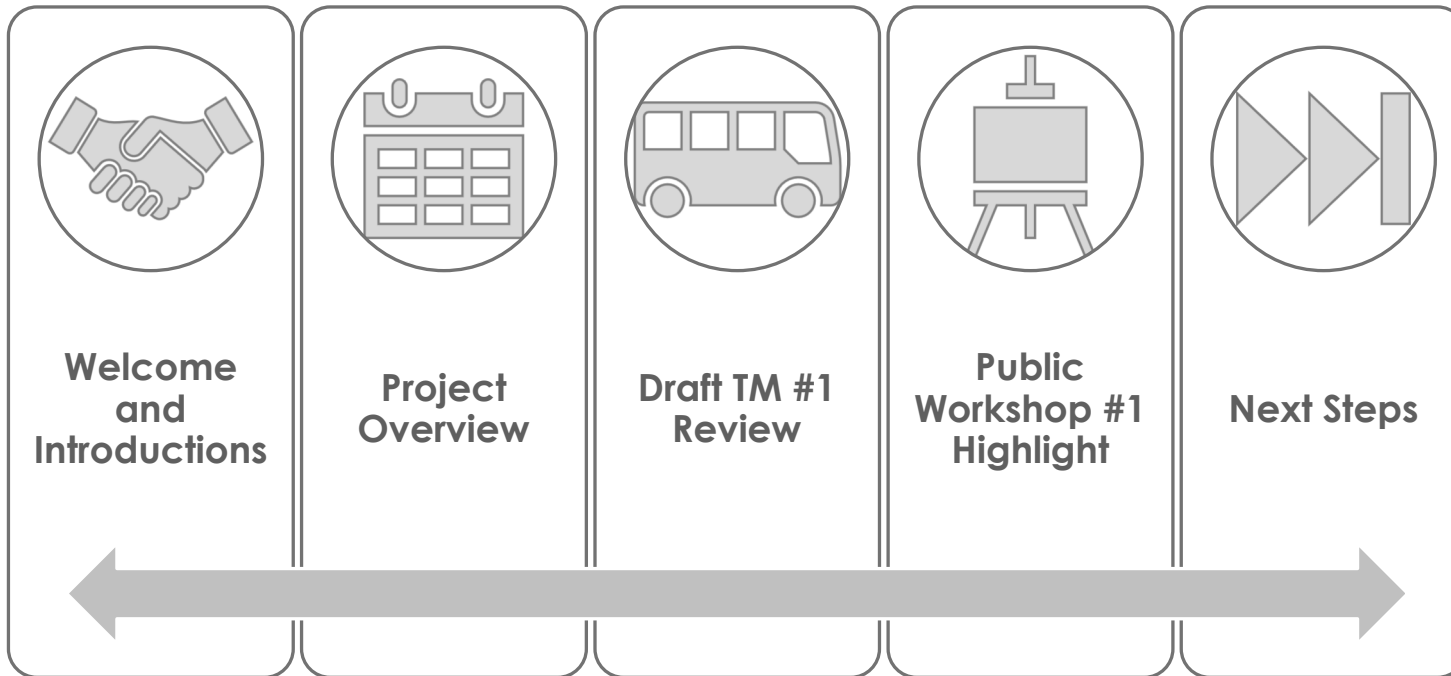 Welcome
and
Introductions
Project
Overview
Draft TM #1
Review
Public
Workshop #1
Highlight
Next Steps